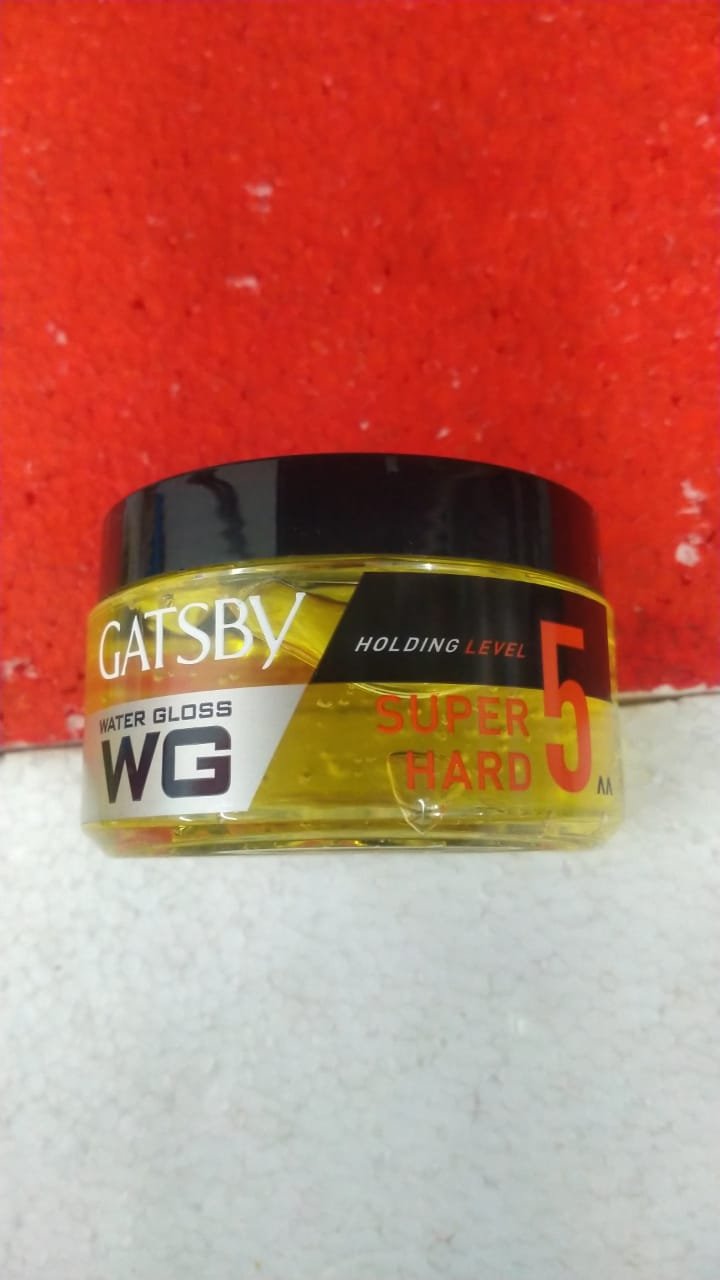 GATSBY
WATER GLOSS
WG
HOLDING LEVEL
5
SUPER
HARD